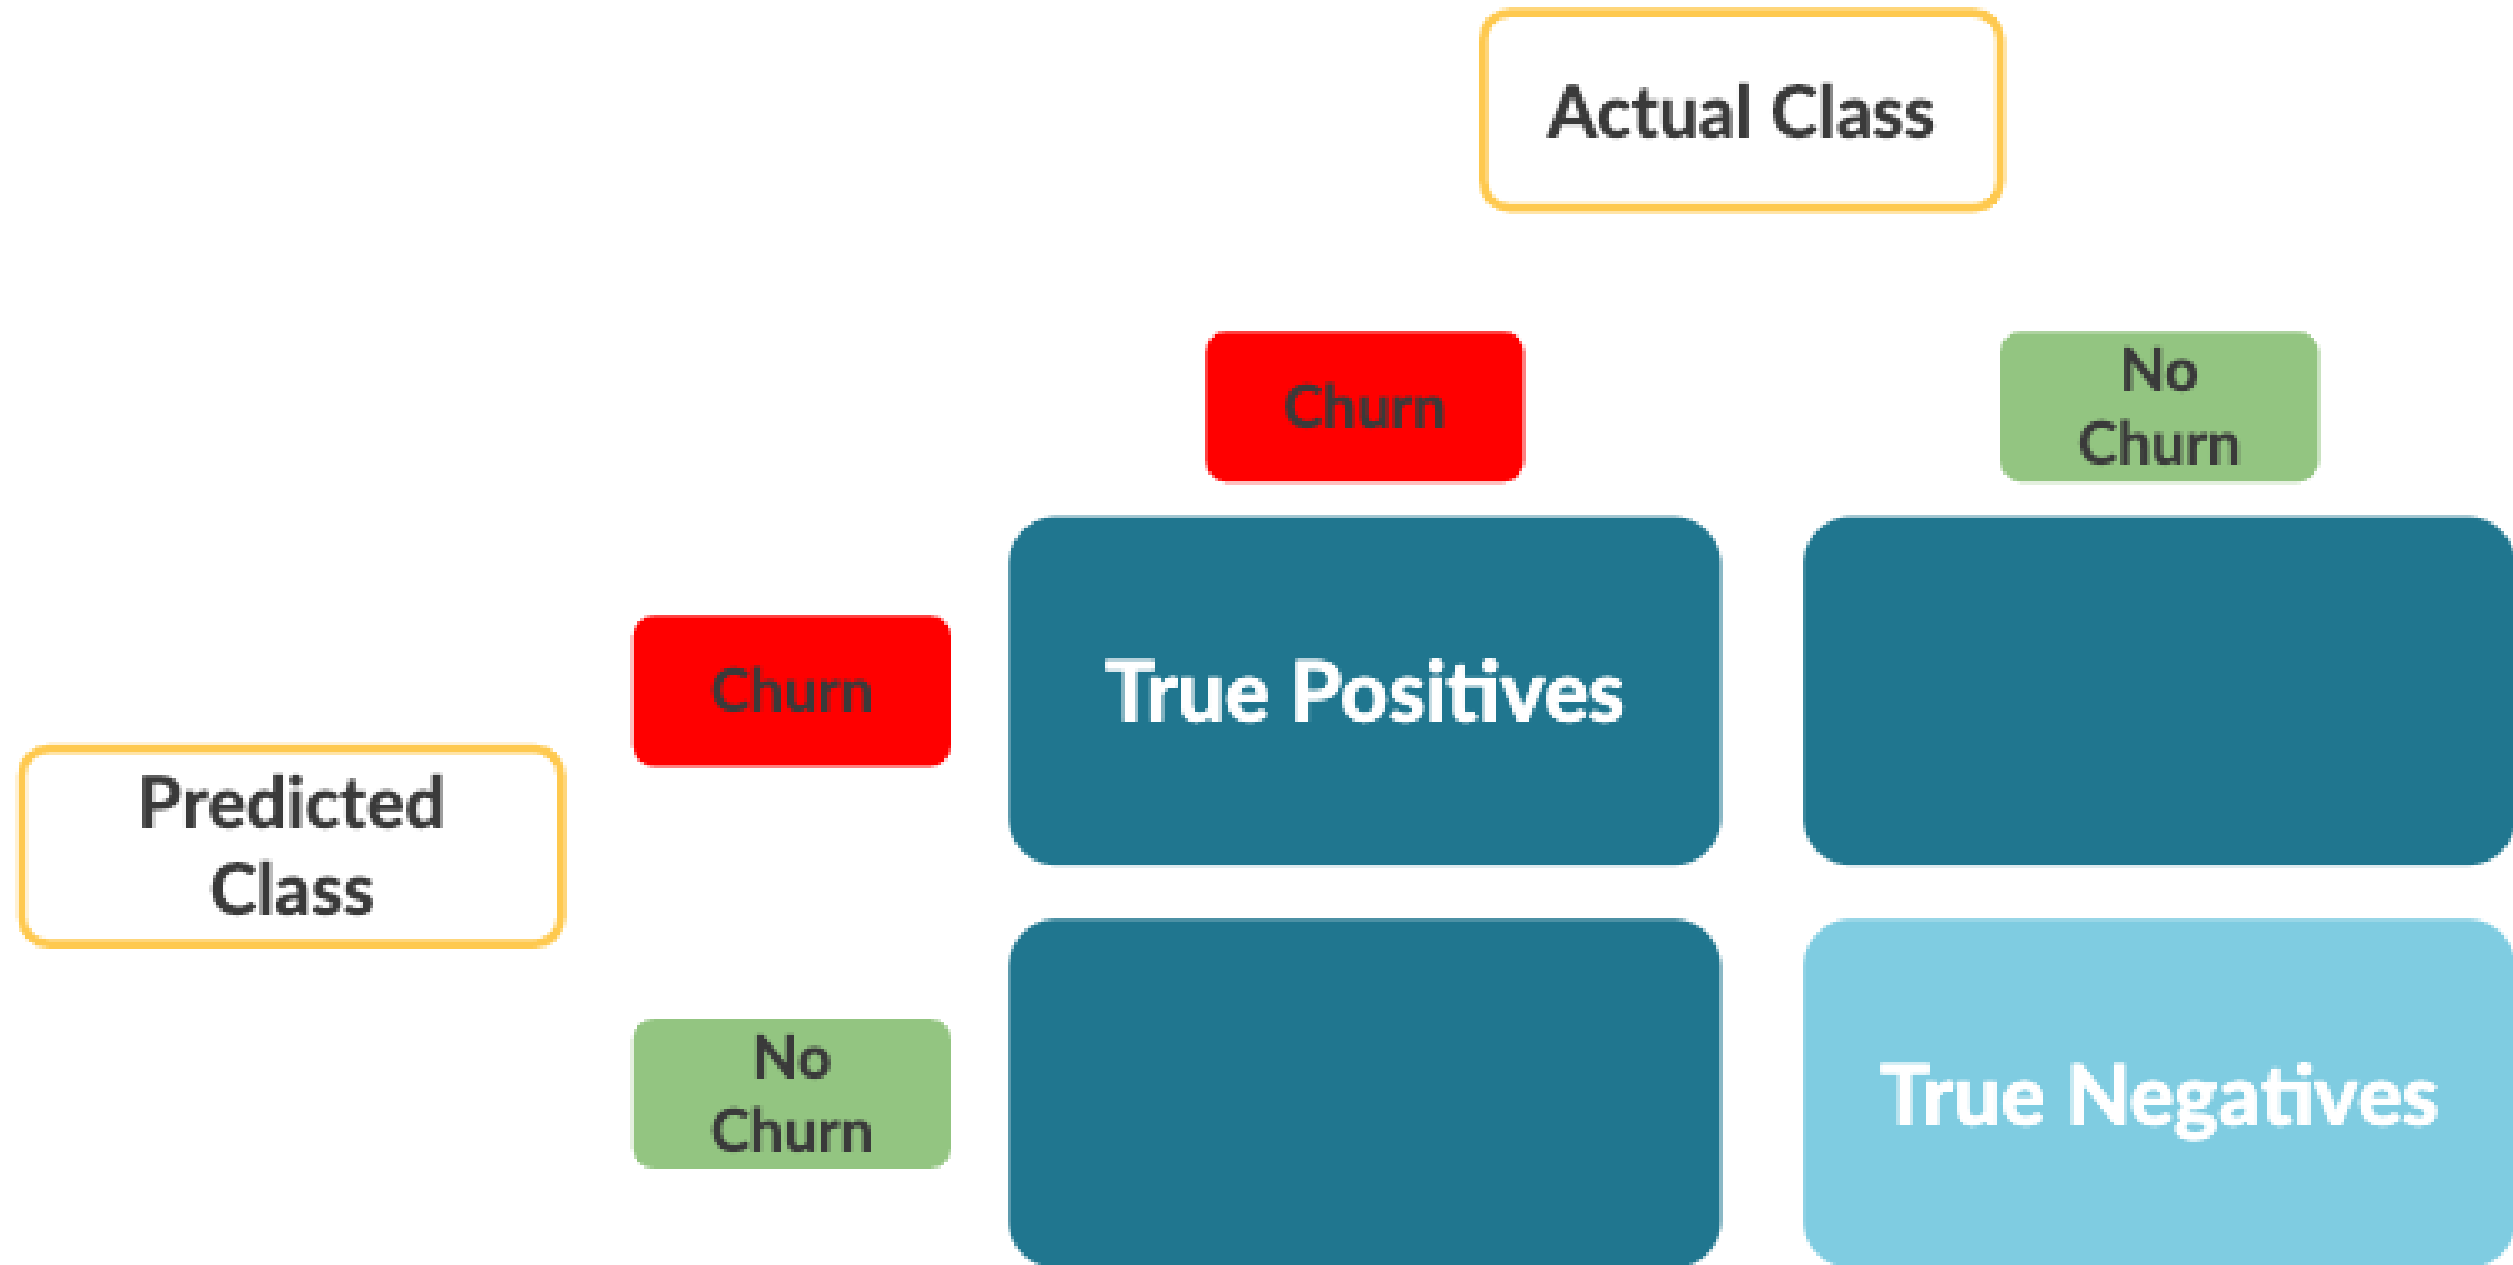 Actual Class
Churn
No
Churn
Churn
True Positives
Predicted
Class
No
Churn
True Negatives